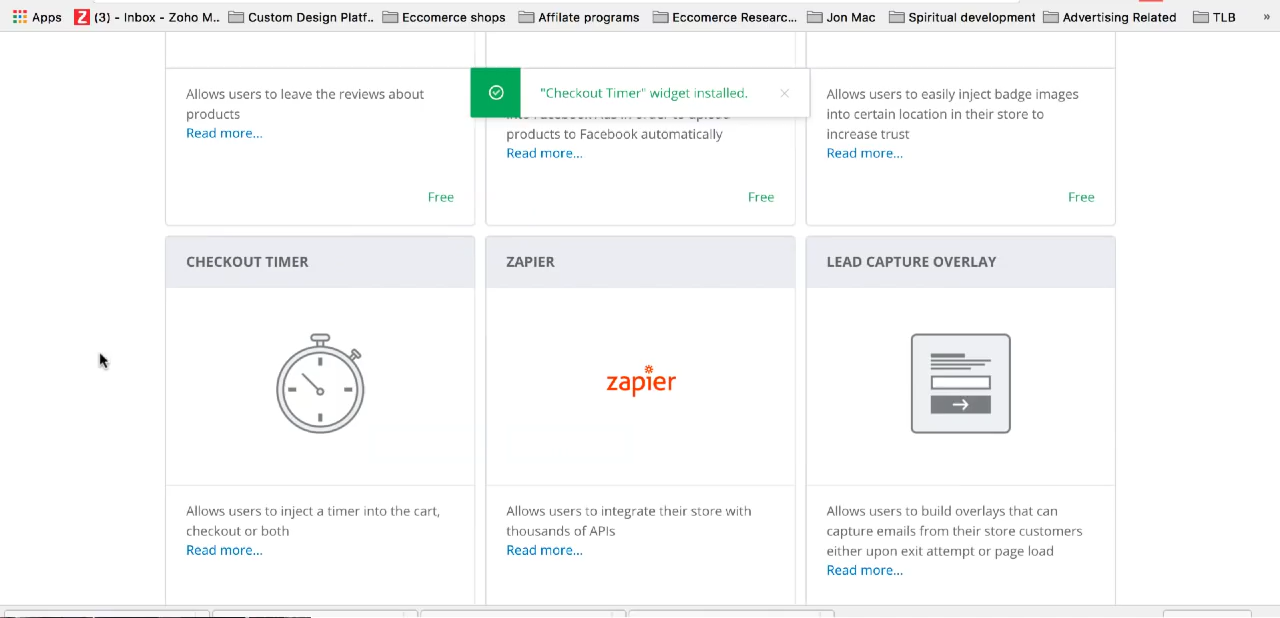 Apps
(3) - Inbox - Zoho M..
Custom Design Platf..
Eccomerce shops
Affilate programs
Eccomerce Researc...
Jon Mac
Spiritual development
Advertising Related
TLB
»
"Checkout Timer" widget installed.
Allows users to leave the reviews about
products
Read more...
Free
products to Facebook automatically
Read more...
Free
Allows users to easily inject badge images
into certain location in their store to
increase trust
Read more...
Free
CHECKOUT TIMER
Allows users to inject a timer into the cart,
checkout or both
Read more...
ZAPIER
zapier
Allows users to integrate their store with
thousands of APIs
Read more...
LEAD CAPTURE OVERLAY
Allows users to build overlays that can
capture emails from their store customers
either upon exit attempt or page load
Read more...